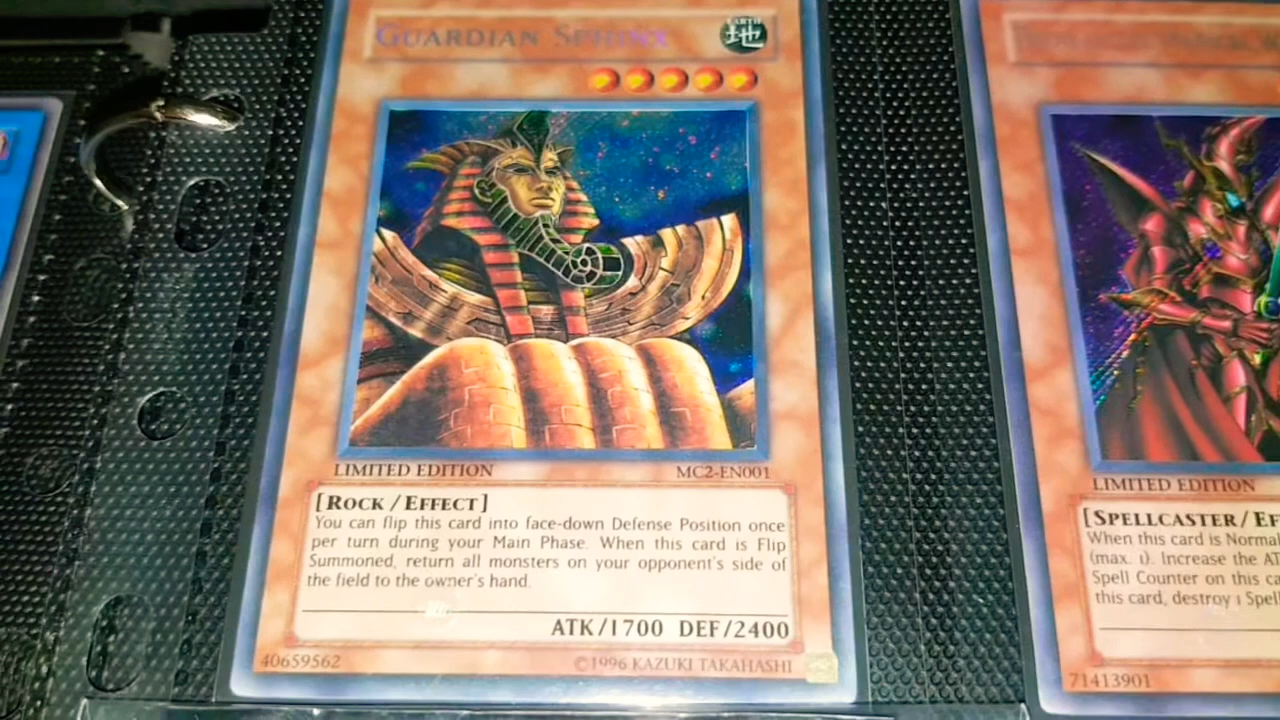 GUARDIAN SPHINX
EARTH
地
LIMITED EDITION
MC2-EN001
[ROCK/EFFECT]
You can flip this card into face-down Defense Position once
per turn during your Main Phase. When this card is Flip
Summoned, return all monsters on your opponent's side of
the field to the owner's hand.
ATK/1700 DEF/2400
40659562
©1996 KAZUKI TAKAHASHI
LIMITED EDITION
[SPELLCASTER/EF
When this card is Normal
(max. 1). Increase the AT
Spell Counter on this ca
this card, destroy 1 Spel
71413901